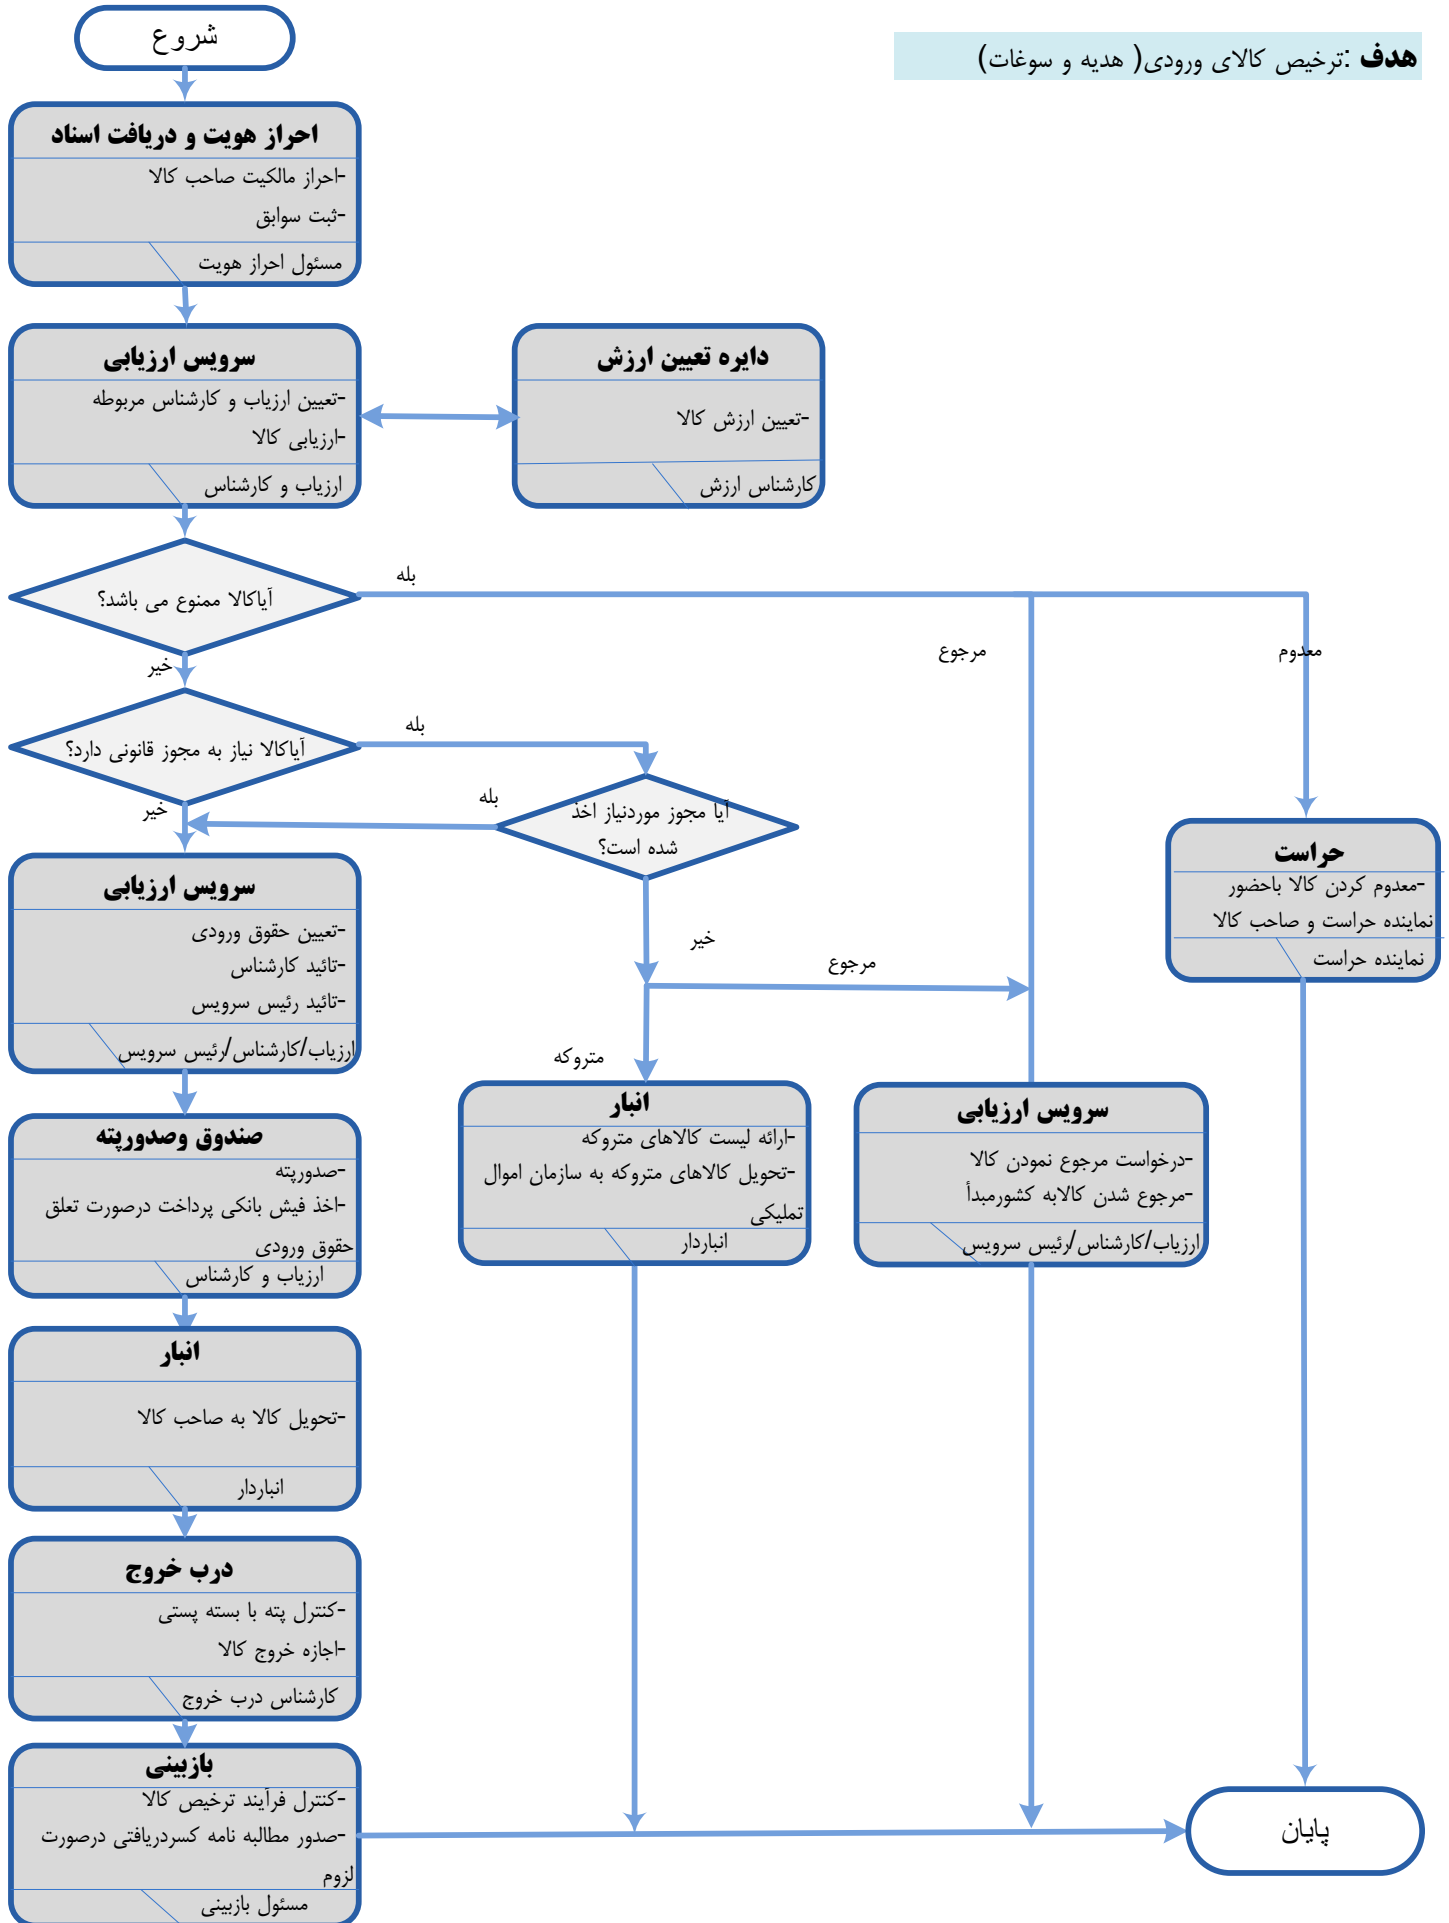 شروع
هدف :ترخیص کالای ورودی( هدیه و سوغات)
احراز هویت و دریافت اسناد
-احراز مالکیت صاحب کالا
-ثبت سوابق
مسئول احراز هویت
سرویس ارزیابی
-تعیین ارزیاب و کارشناس مربوطه
-ارزیابی کالا
ارزیاب و کارشناس
دایره تعیین ارزش
-تعیین ارزش کالا
کارشناس ارزش
آیاکالا ممنوع می باشد؟
بله
خیر
مرجوع
معدوم
آیاکالا نیاز به مجوز قانونی دارد؟
بله
خیر
آیا مجوز موردنیاز اخذ
شده است؟
بله
خیر
مرجوع
متروکه
حراست
-معدوم کردن کالا باحضور
نماینده حراست و صاحب کالا
نماینده حراست
سرویس ارزیابی
-تعیین حقوق ورودی
-تائید کارشناس
-تائید رئیس سرویس
ارزیاب/کارشناس/رئیس سرویس
انبار
-ارائه لیست کالاهای متروکه
-تحویل کالاهای متروکه به سازمان اموال
تملیکی
انباردار
سرویس ارزیابی
-درخواست مرجوع نمودن کالا
-مرجوع شدن کالابه کشورمبدأ
ارزیاب/کارشناس/رئیس سرویس
صندوق وصدورپته
-صدورپته
-اخذ فیش بانکی پرداخت درصورت تعلق
حقوق ورودی
ارزیاب و کارشناس
انبار
-تحویل کالا به صاحب کالا
انباردار
درب خروج
-کنترل پته با بسته پستی
-اجازه خروج کالا
کارشناس درب خروج
بازبینی
-کنترل فرآیند ترخیص کالا
-صدور مطالبه نامه کسردریافتی درصورت
لزوم
مسئول بازبینی
پایان